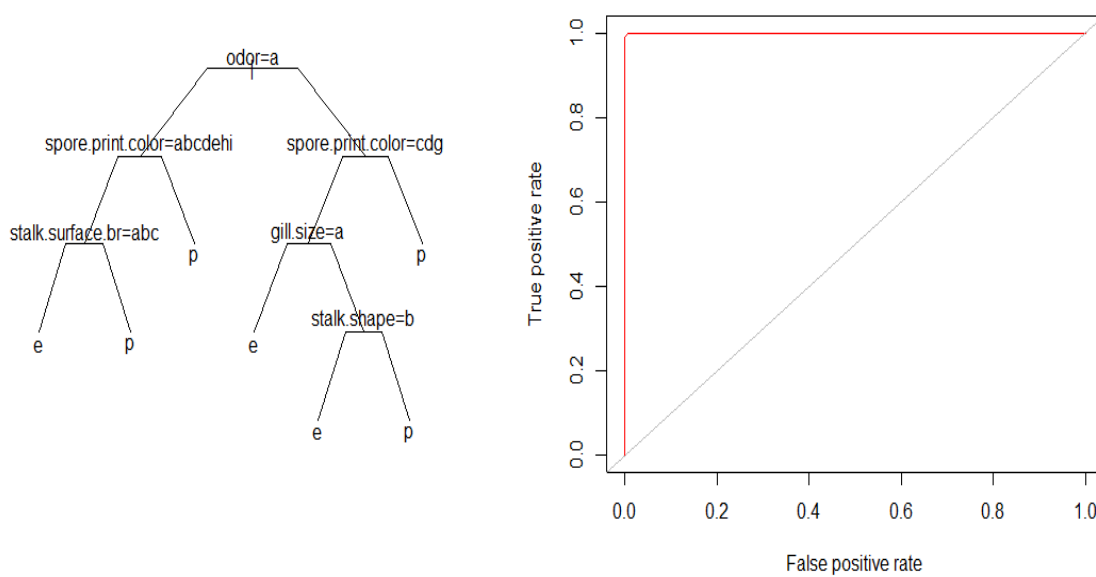 odor=a
spore.print.color=abcdehi
spore.print.color=cdg
stalk.surface.br=abc
p
gill.size=a
p
e
p
e
stalk.shape=b
e
p
True positive rate
1.0
0.8
0.6
0.4
0.2
0.0
0.0 0.2 0.4 0.6 0.8 1.0
False positive rate